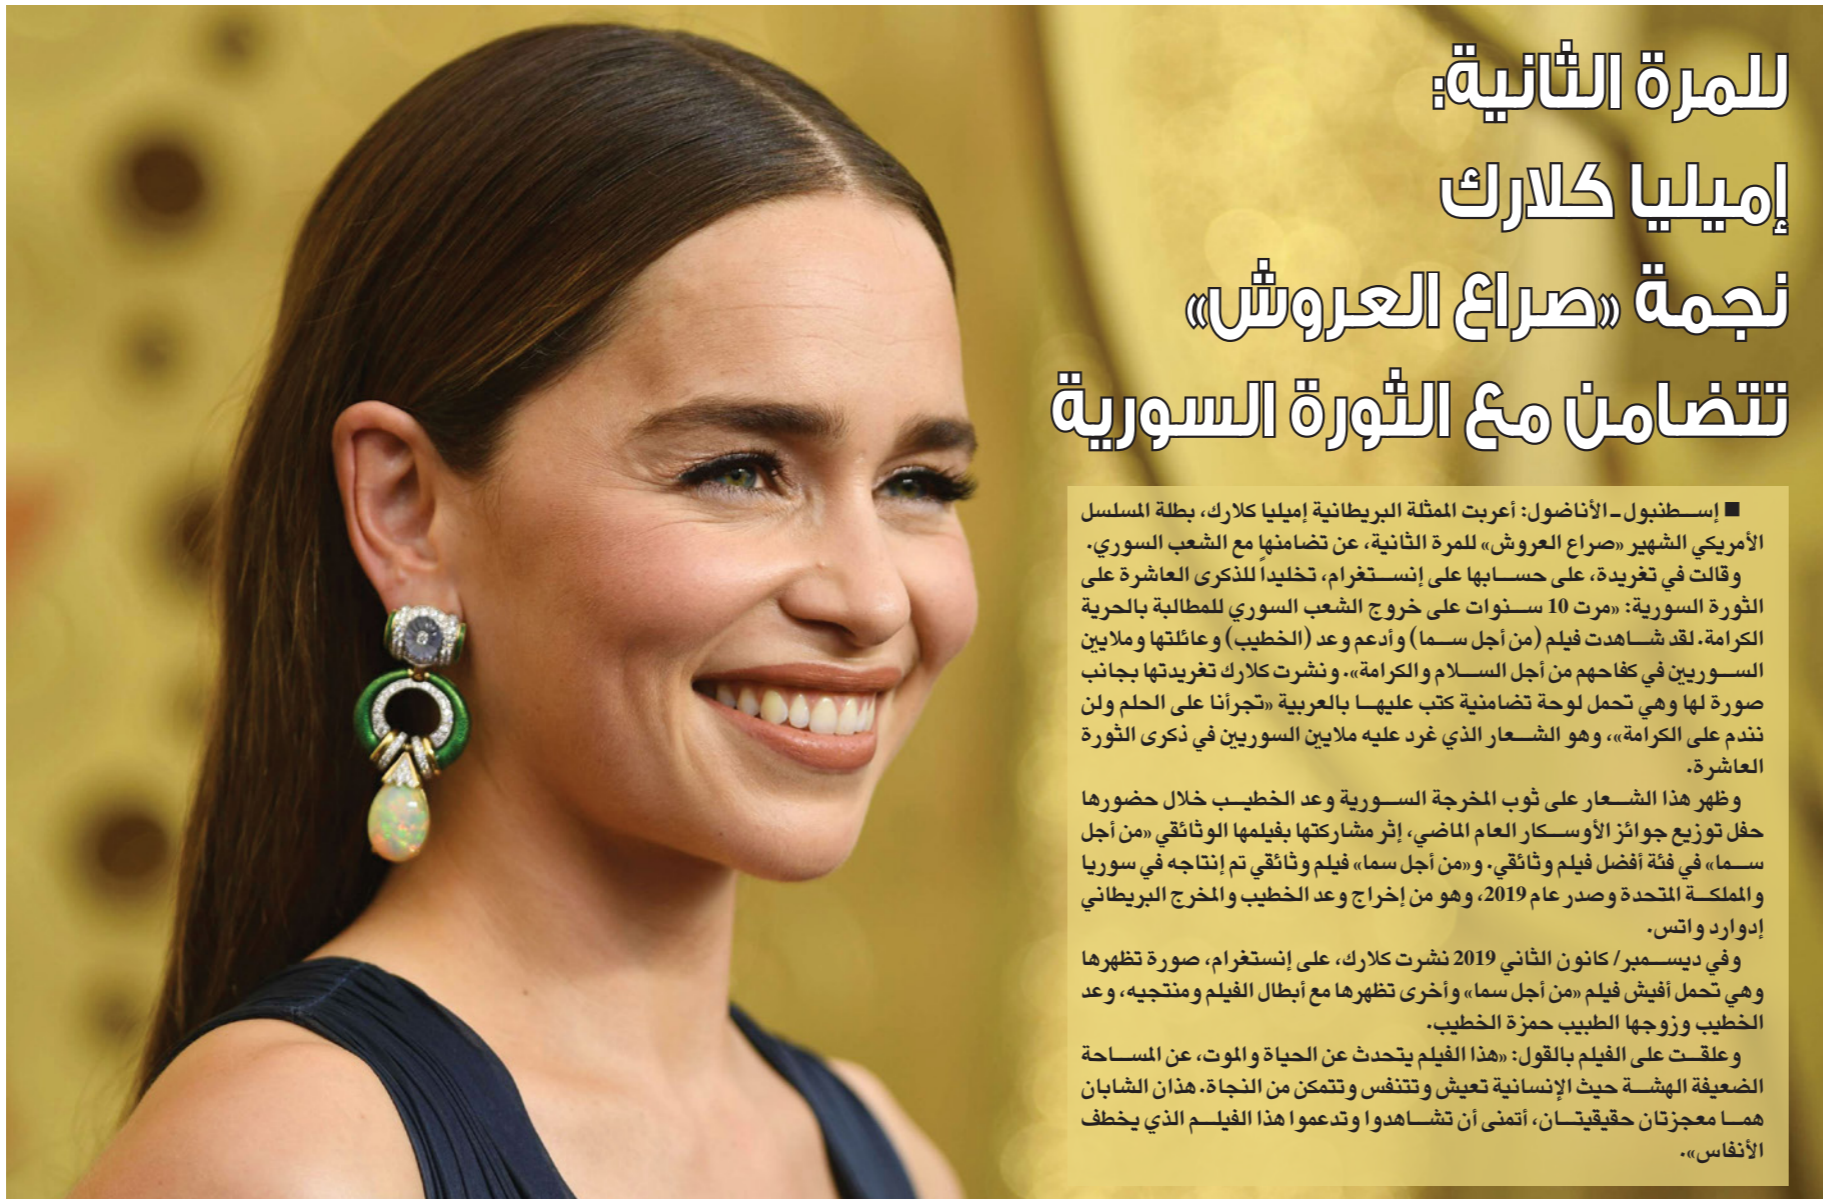 للمرة الثانية:
إميليا كلارك
نجمة «صراع العروش»
تتضامن مع الثورة السورية
■ إسطنبول ـ الأناضول: أعربت الممثلة البريطانية إميليا كلارك، بطلة المسلسل
الأمريكي الشهير «صراع العروش» للمرة الثانية، عن تضامنها مع الشعب السوري.
وقالت في تغريدة، على حسابها على إنستغرام، تخليداً للذكرى العاشرة على
الثورة السورية: «مرت 10 سنوات على خروج الشعب السوري للمطالبة بالحرية
الكرامة. لقد شاهدت فيلم (من أجل سما) وأدعم وعد (الخطيب) وعائلتها وملايين
السوريين في كفاحهم من أجل السلام والكرامة». ونشرت كلارك تغريدتها بجانب
صورة لها وهي تحمل لوحة تضامنية كتب عليها بالعربية «تجرأنا على الحلم ولن
نندم على الكرامة»، وهو الشعار الذي غرد عليه ملايين السوريين في ذكرى الثورة
العاشرة.
وظهر هذا الشعار على ثوب المخرجة السورية وعد الخطيب خلال حضورها
حفل توزيع جوائز الأوسكار العام الماضي، إثر مشاركتها بفيلمها الوثائقي «من أجل
سما» في فئة أفضل فيلم وثائقي. و«من أجل سما» فيلم وثائقي تم إنتاجه في سوريا
والمملكة المتحدة وصدر عام 2019، وهو من إخراج وعد الخطيب والمخرج البريطاني
إدوارد واتس.
وفي ديسمبر/ كانون الثاني 2019 نشرت كلارك، على إنستغرام، صورة تظهرها
وهي تحمل أفيش فيلم «من أجل سما» وأخرى تظهرها مع أبطال الفيلم ومنتجيه، وعد
الخطيب وزوجها الطبيب حمزة الخطيب.
وعلقت على الفيلم بالقول: «هذا الفيلم يتحدث عن الحياة والموت، عن المساحة
الضعيفة الهشة حيث الإنسانية تعيش وتتنفس وتتمكن من النجاة. هذان الشابان
هما معجزتان حقيقيتان، أتمنى أن تشاهدوا وتدعموا هذا الفيلم الذي يخطف
الأنفاس».